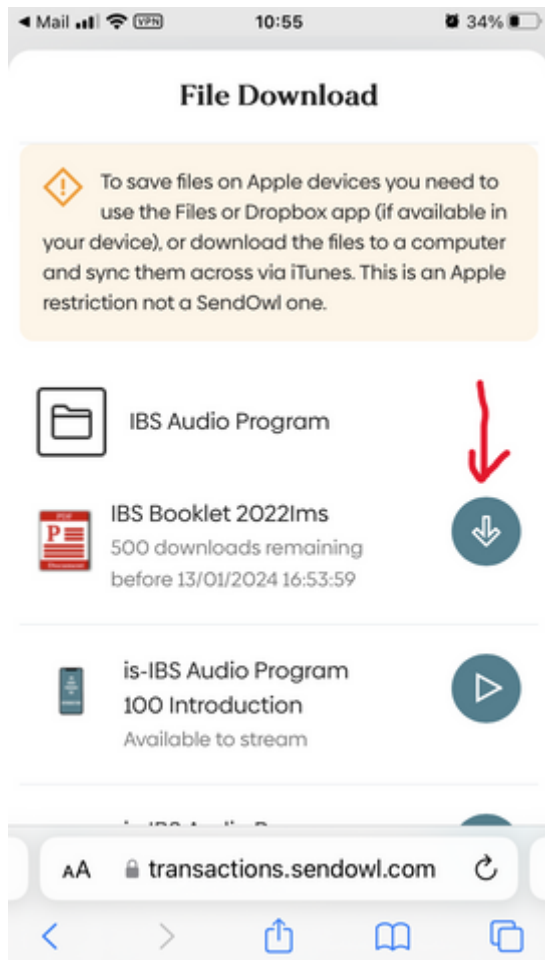 Mail VPN 10:55 34%
File Download
To save files on Apple devices you need to
use the Files or Dropbox app (if available in
your device), or download the files to a computer
and sync them across via iTunes. This is an Apple
restriction not a SendOwl one.
IBS Audio Program
PDF
P
Document
IBS Booklet 2022lms
500 downloads remaining
before 13/01/2024 16:53:59
is-IBS Audio Program
100 Introduction
Available to stream
AA transactions.sendowl.com